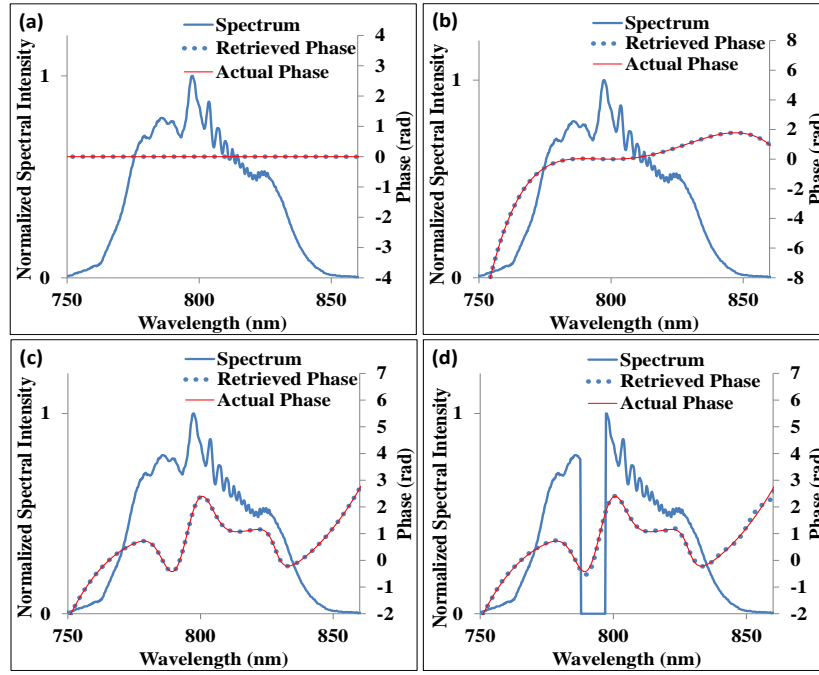 (a)
Spectrum
Retrieved Phase
Actual Phase
Normalized Spectral Intensity
1
0
4
3
2
1
0
-1
-2
-3
-4
Phase (rad)
750
800
850
Wavelength (nm)
(b)
Spectrum
Retrieved Phase
Actual Phase
Normalized Spectral Intensity
1
0
8
6
4
2
0
-2
-4
-6
-8
Phase (rad)
750
800
850
Wavelength (nm)
(c)
Spectrum
Retrieved Phase
Actual Phase
Normalized Spectral Intensity
1
0
7
6
5
4
3
2
1
0
-1
-2
Phase (rad)
750
800
850
Wavelength (nm)
(d)
Spectrum
Retrieved Phase
Actual Phase
Normalized Spectral Intensity
1
0
7
6
5
4
3
2
1
0
-1
-2
Phase (rad)
750
800
850
Wavelength (nm)